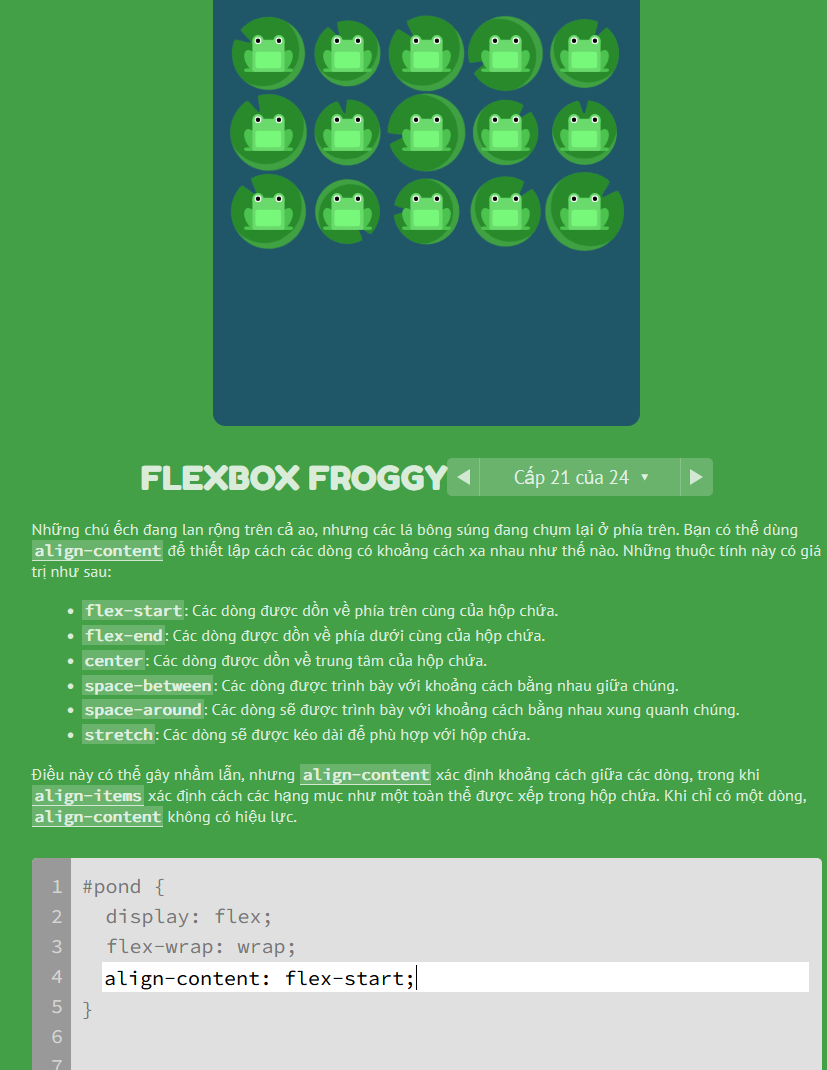 FLEXBOX FROGGY
Cấp 21 của 24
Những chú ếch đang lan rộng trên cả ao, nhưng các lá bông súng đang chụm lại ở phía trên. Bạn có thể dùng
align-content để thiết lập cách các dòng có khoảng cách xa nhau như thế nào. Những thuộc tính này có giá
trị như sau:
flex-start: Các dòng được dồn về phía trên cùng của hộp chứa.
flex-end: Các dòng được dồn về phía dưới cùng của hộp chứa.
center: Các dòng được dồn về trung tâm của hộp chứa.
space-between: Các dòng được trình bày với khoảng cách bằng nhau giữa chúng.
space-around: Các dòng sẽ được trình bày với khoảng cách bằng nhau xung quanh chúng.
stretch: Các dòng sẽ được kéo dài để phù hợp với hộp chứa.
Điều này có thể gây nhầm lẫn, nhưng align-content xác định khoảng cách giữa các dòng, trong khi
align-items xác định cách các hạng mục như một toàn thể được xếp trong hộp chứa. Khi chỉ có một dòng,
align-content không có hiệu lực.
1 #pond {
2 display: flex;
3 flex-wrap: wrap;
4 align-content: flex-start;
5 }
6
7